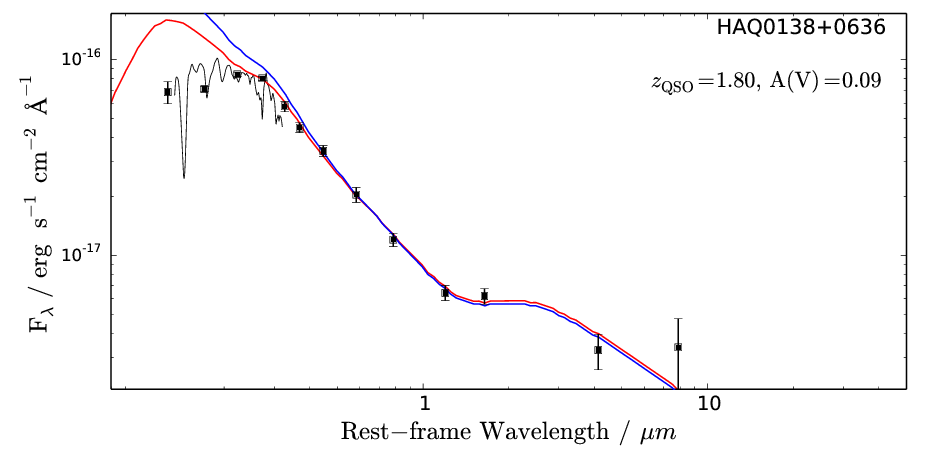 HAQ0138+0636
z_QSO=1.80, A(V)=0.09
10^-16
10^-17
F_λ / erg s^−1 cm^−2 Å^−1
1
10
Rest−frame Wavelength / μm